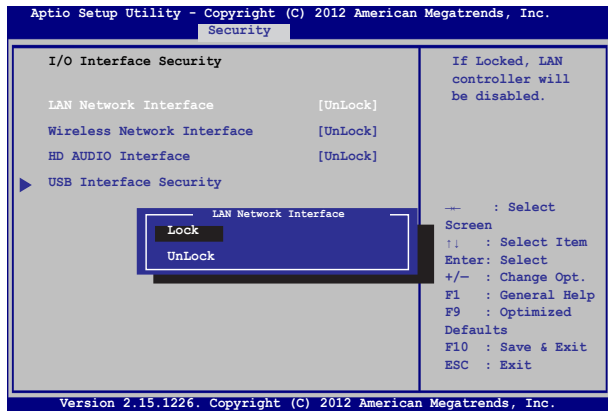 Aptio Setup Utility - Copyright (C) 2012 American Megatrends, Inc.
Security
I/O Interface Security
LAN Network Interface [UnLock]
Wireless Network Interface [UnLock]
HD AUDIO Interface [UnLock]
USB Interface Security
LAN Network Interface
Lock
UnLock
If Locked, LAN
controller will
be disabled.
→← : Select
Screen
↑↓ : Select Item
Enter: Select
+/— : Change Opt.
F1 : General Help
F9 : Optimized
Defaults
F10 : Save & Exit
ESC : Exit
Version 2.15.1226. Copyright (C) 2012 American Megatrends, Inc.